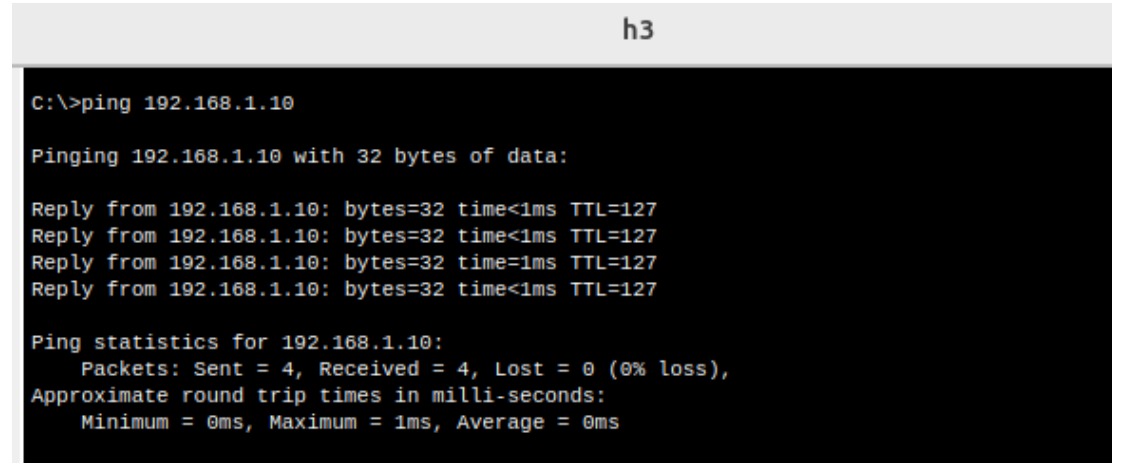 h3
C:\>ping 192.168.1.10
Pinging 192.168.1.10 with 32 bytes of data:
Reply from 192.168.1.10: bytes=32 time<1ms TTL=127
Reply from 192.168.1.10: bytes=32 time<1ms TTL=127
Reply from 192.168.1.10: bytes=32 time=1ms TTL=127
Reply from 192.168.1.10: bytes=32 time<1ms TTL=127
Ping statistics for 192.168.1.10:
    Packets: Sent = 4, Received = 4, Lost = 0 (0% loss),
Approximate round trip times in milli-seconds:
    Minimum = 0ms, Maximum = 1ms, Average = 0ms